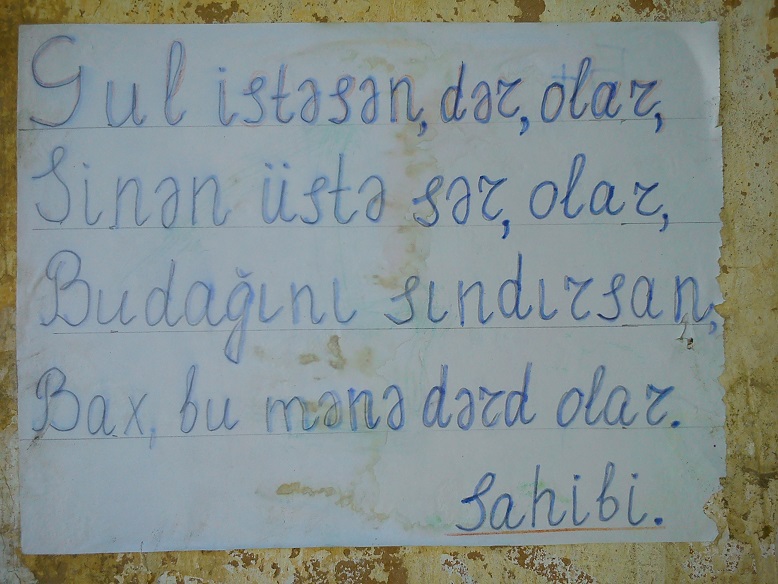 Gul istəsən, dər, olar,
Sinən üstə sər, olar,
Budağını sındırsan,
Bax, bu mənə dərd olar.
Sahibi.